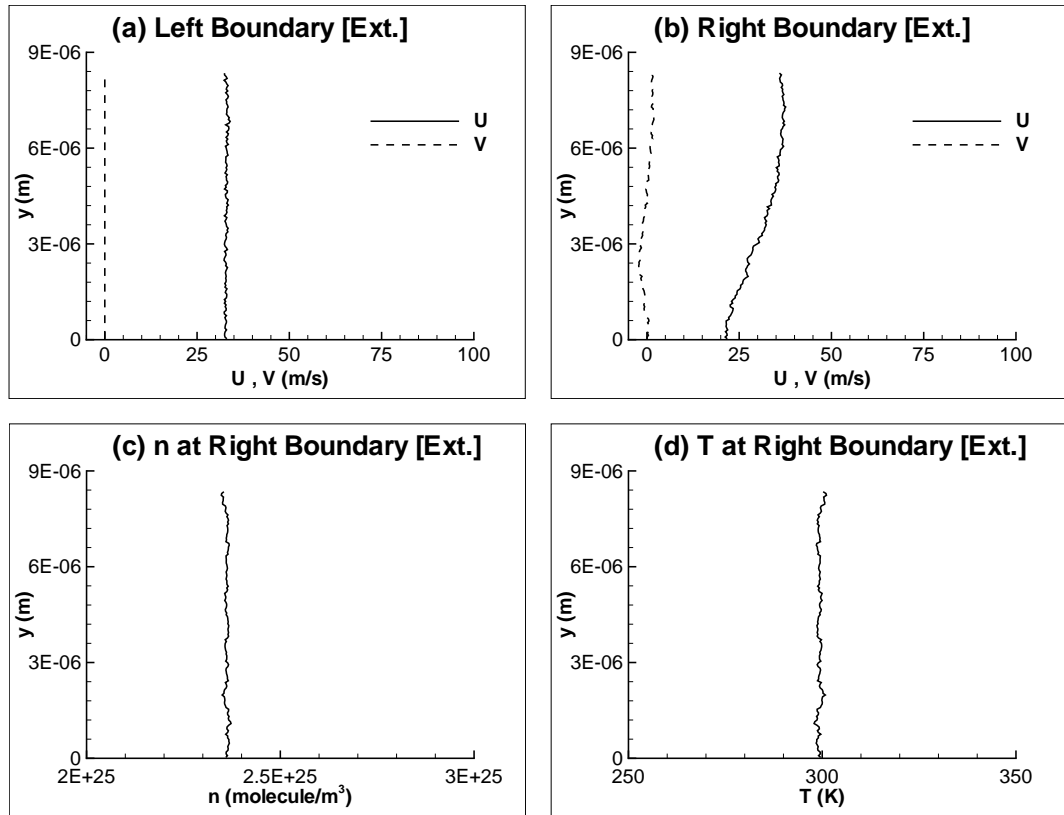 (a) Left Boundary [Ext.]
9E-06
6E-06
3E-06
0
y (m)
U
V
0 25 50 75 100
U , V (m/s)
(b) Right Boundary [Ext.]
9E-06
6E-06
3E-06
0
y (m)
U
V
0 25 50 75 100
U , V (m/s)
(c) n at Right Boundary [Ext.]
9E-06
6E-06
3E-06
0
y (m)
2E+25 2.5E+25 3E+25
n (molecule/m³)
(d) T at Right Boundary [Ext.]
9E-06
6E-06
3E-06
0
y (m)
250 300 350
T (K)